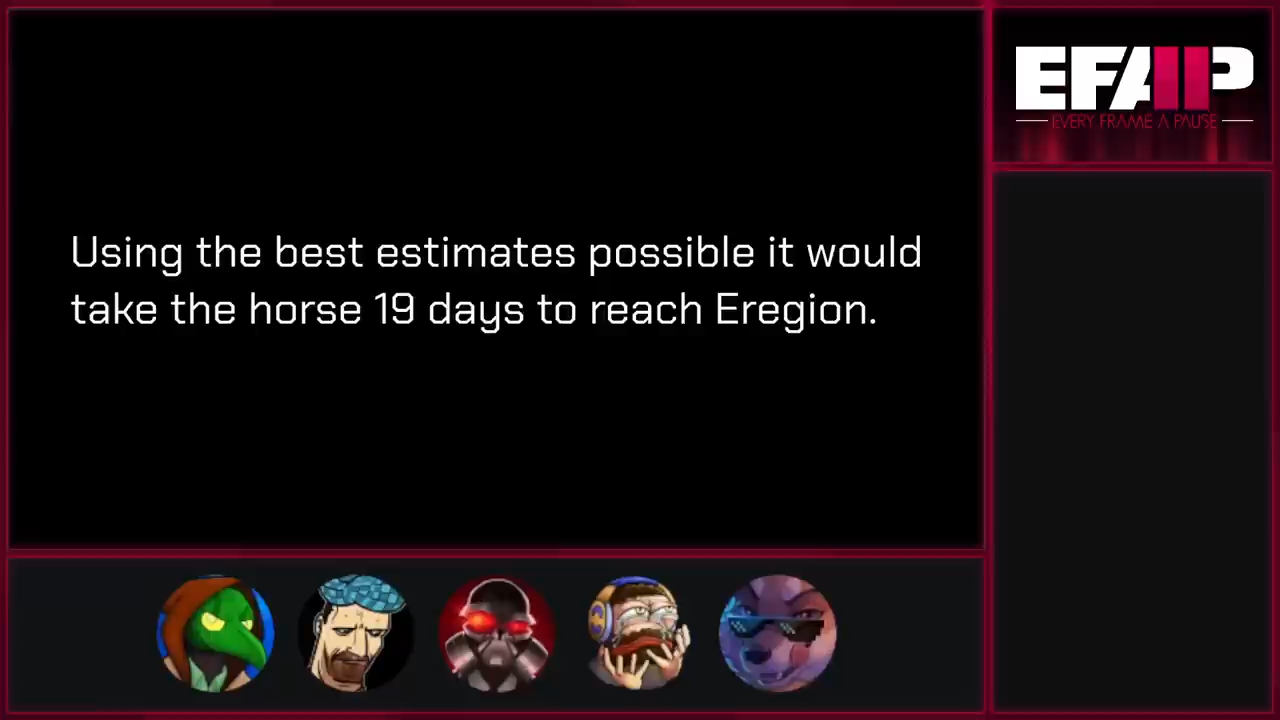 EFAP
EVERY FRAME A PAUSE
Using the best estimates possible it would
take the horse 19 days to reach Eregion.